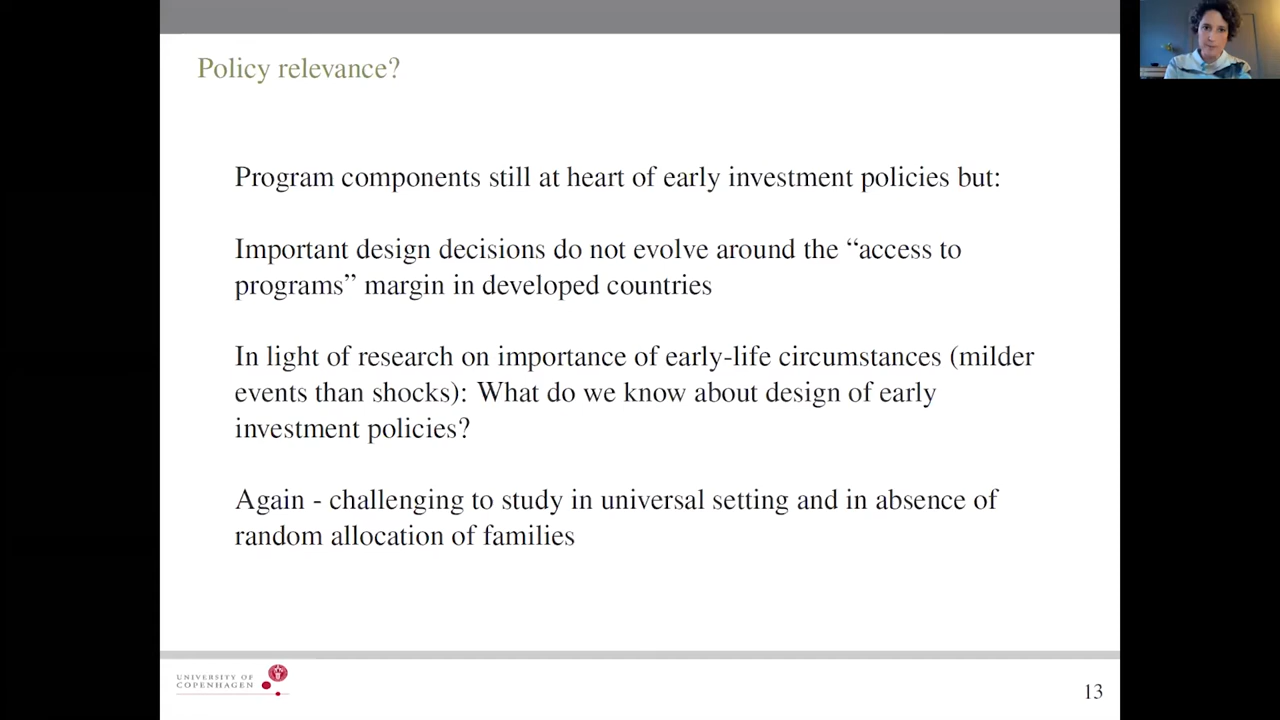 Policy relevance?
Program components still at heart of early investment policies but:
Important design decisions do not evolve around the “access to
programs” margin in developed countries
In light of research on importance of early-life circumstances (milder
events than shocks): What do we know about design of early
investment policies?
Again - challenging to study in universal setting and in absence of
random allocation of families
UNIVERSITY OF
COPENHAGEN
13